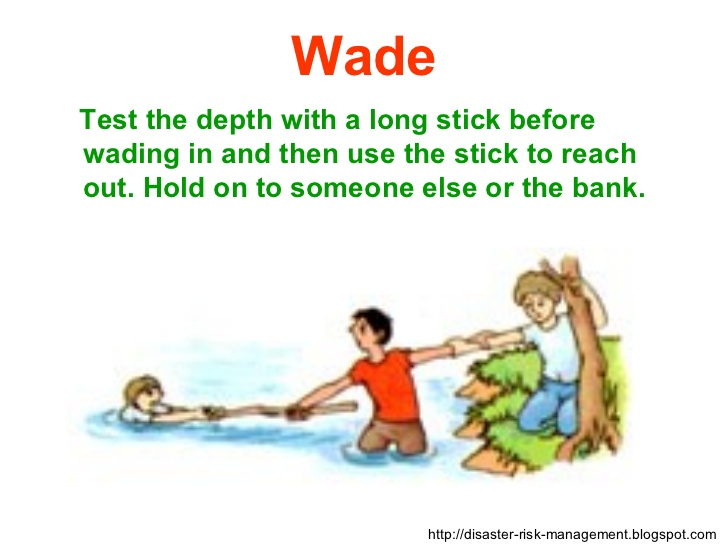 Wade
Test the depth with a long stick before
wading in and then use the stick to reach
out. Hold on to someone else or the bank.
http://disaster-risk-management.blogspot.com